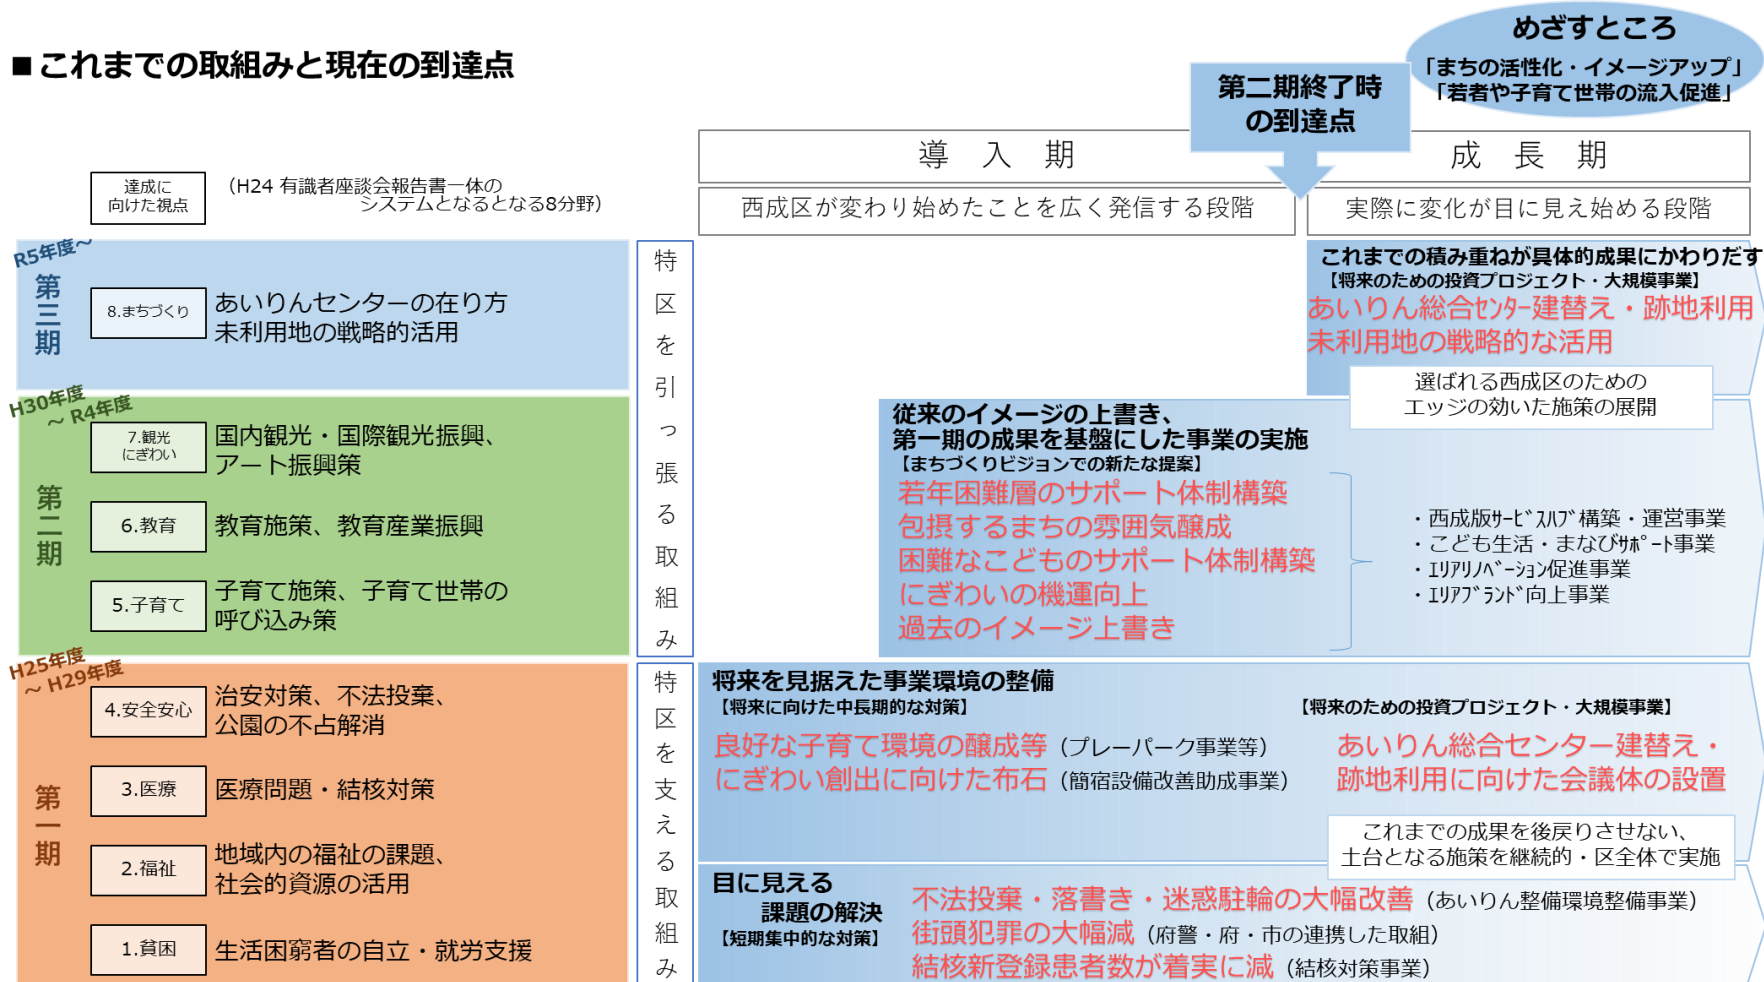 ■これまでの取組みと現在の到達点
めざすところ
「まちの活性化・イメージアップ」
「若者や子育て世帯の流入促進」
第二期終了時
の到達点
導 入 期
成 長 期
西成区が変わり始めたことを広く発信する段階
実際に変化が目に見え始める段階
達成に
向けた視点
（H24 有識者座談会報告書一体の
システムとなるとなる8分野）
R5年度～
第三期
8.まちづくり
あいりんセンターの在り方
未利用地の戦略的活用
H30年度
～ R4年度
第二期
7.観光
にぎわい
国内観光・国際観光振興、
アート振興策
6.教育
教育施策、教育産業振興
5.子育て
子育て施策、子育て世帯の
呼び込み策
H25年度
～ H29年度
第一期
4.安全安心
治安対策、不法投棄、
公園の不占解消
3.医療
医療問題・結核対策
2.福祉
地域内の福祉の課題、
社会的資源の活用
1.貧困
生活困窮者の自立・就労支援
特区を引っ張る取組み
特区を支える取組み
これまでの積み重ねが具体的成果にかわりだす
【将来のための投資プロジェクト・大規模事業】
あいりん総合ｾﾝﾀｰ建替え・跡地利用
未利用地の戦略的な活用
選ばれる西成区のための
エッジの効いた施策の展開
従来のイメージの上書き、
第一期の成果を基盤にした事業の実施
【まちづくりビジョンでの新たな提案】
若年困難層のサポート体制構築
包摂するまちの雰囲気醸成
困難なこどものサポート体制構築
にぎわいの機運向上
過去のイメージ上書き
・西成版ｻｰﾋﾞｽﾊﾌﾞ構築・運営事業
・こども生活・まなびｻﾎﾟｰﾄ事業
・ｴﾘｱﾘﾉﾍﾞｰｼｮﾝ促進事業
・ｴﾘｱﾌﾞﾗﾝﾄﾞ向上事業
将来を見据えた事業環境の整備
【将来に向けた中長期的な対策】
良好な子育て環境の醸成等（プレーパーク事業等）
にぎわい創出に向けた布石（簡宿設備改善助成事業）
【将来のための投資プロジェクト・大規模事業】
あいりん総合センター建替え・
跡地利用に向けた会議体の設置
これまでの成果を後戻りさせない、
土台となる施策を継続的・区全体で実施
目に見える
課題の解決
【短期集中的な対策】
不法投棄・落書き・迷惑駐輪の大幅改善（あいりん整備環境整備事業）
街頭犯罪の大幅減（府警・府・市の連携した取組）
結核新登録患者数が着実に減（結核対策事業）